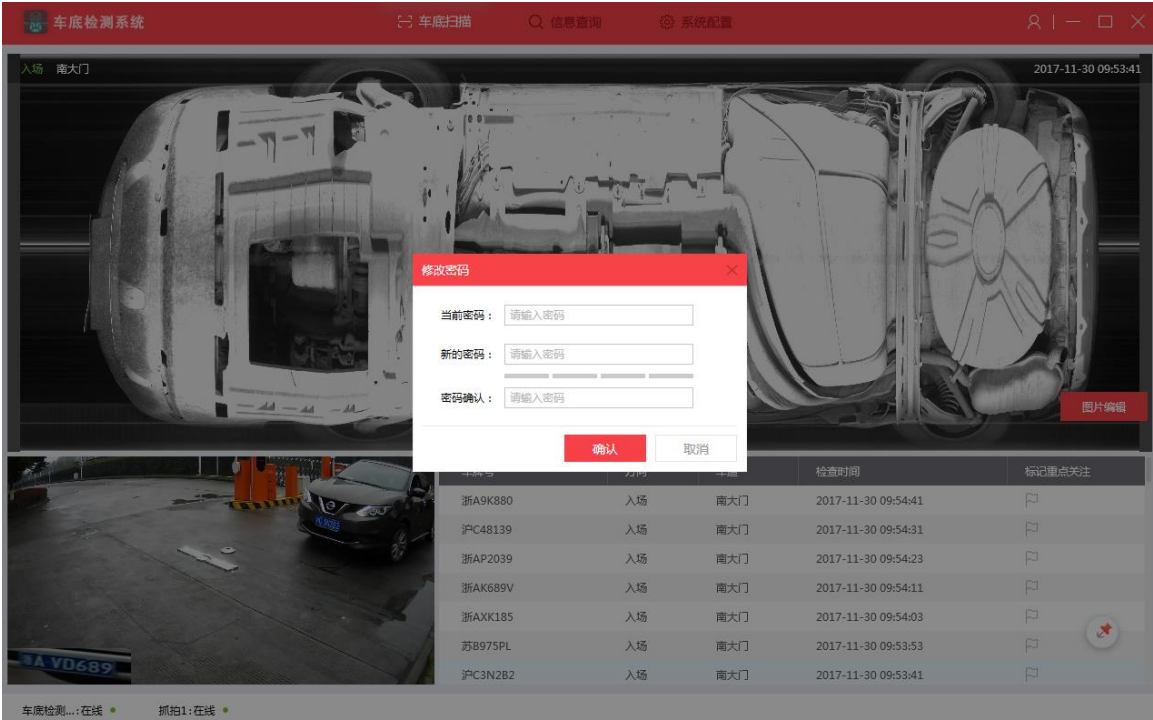 车底检测系统 车底扫描 信息查询 系统配置
入场 南大门 2017-11-30 09:53:41
修改密码
当前密码： 请输入密码
新的密码： 请输入密码
密码确认： 请输入密码
图片编辑
确认 取消
检查时间 标记重点关注
浙A9K880 入场 南大门 2017-11-30 09:54:41
沪C48139 入场 南大门 2017-11-30 09:54:31
浙AP2039 入场 南大门 2017-11-30 09:54:23
浙AK689V 入场 南大门 2017-11-30 09:54:11
浙AXK185 入场 南大门 2017-11-30 09:54:03
苏B975PL 入场 南大门 2017-11-30 09:53:53
沪C3N2B2 入场 南大门 2017-11-30 09:53:41
A VD689
车底检测...:在线 抓拍1:在线